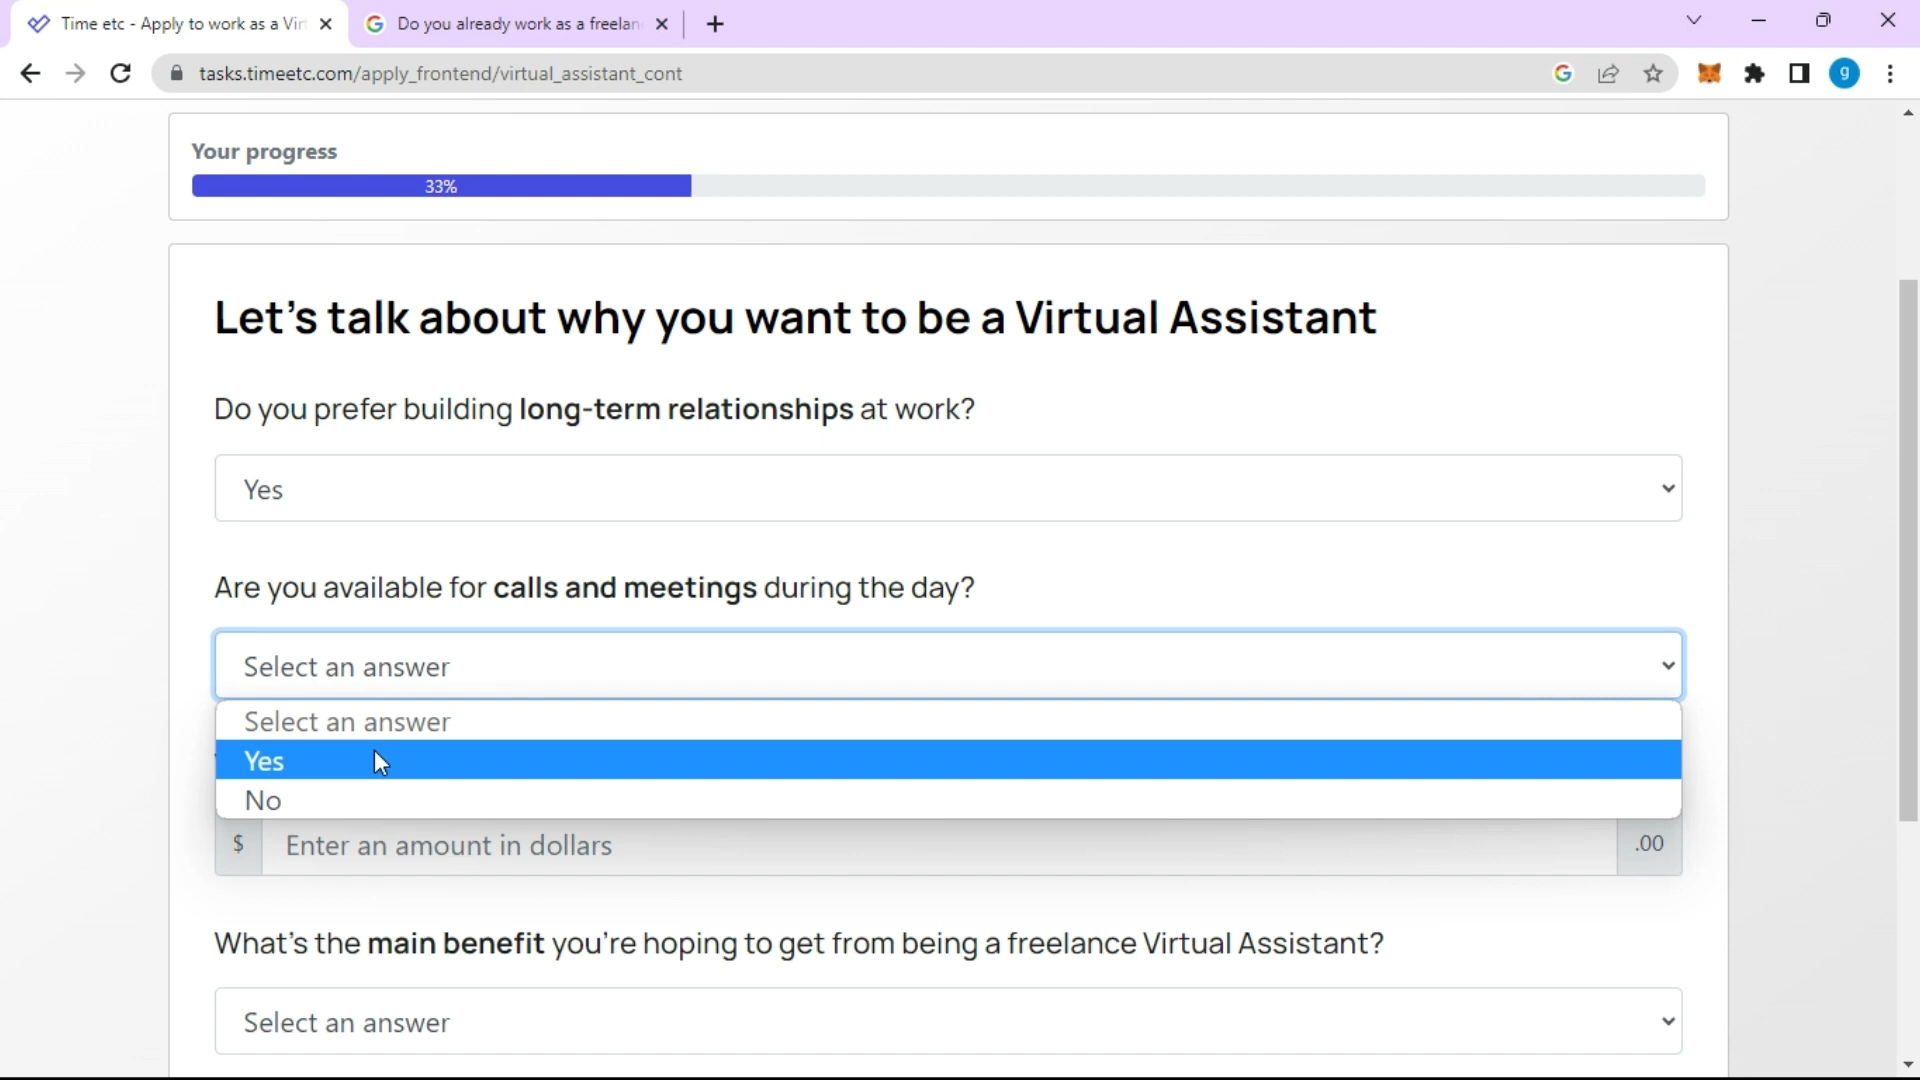 Time etc - Apply to work as a Vir
Do you already work as a freelan
tasks.timeetc.com/apply_frontend/virtual_assistant_cont
g
Your progress
33%
Let's talk about why you want to be a Virtual Assistant
Do you prefer building long-term relationships at work?
Yes
Are you available for calls and meetings during the day?
Select an answer
Select an answer
Yes
No
$ Enter an amount in dollars .00
What's the main benefit you're hoping to get from being a freelance Virtual Assistant?
Select an answer